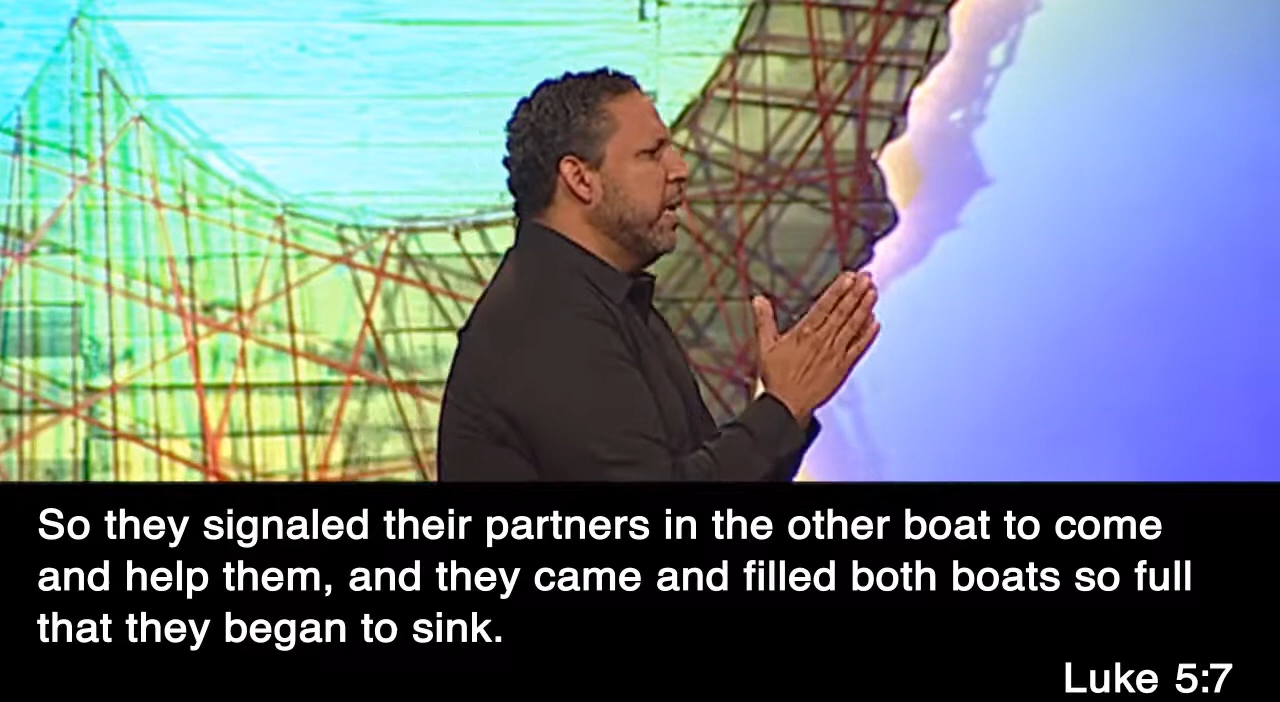 So they signaled their partners in the other boat to come
and help them, and they came and filled both boats so full
that they began to sink.
Luke 5:7